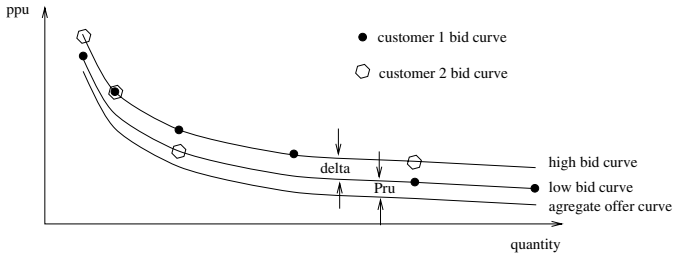 ppu
customer 1 bid curve
customer 2 bid curve
high bid curve
delta
Pru
low bid curve
agregate offer curve
quantity